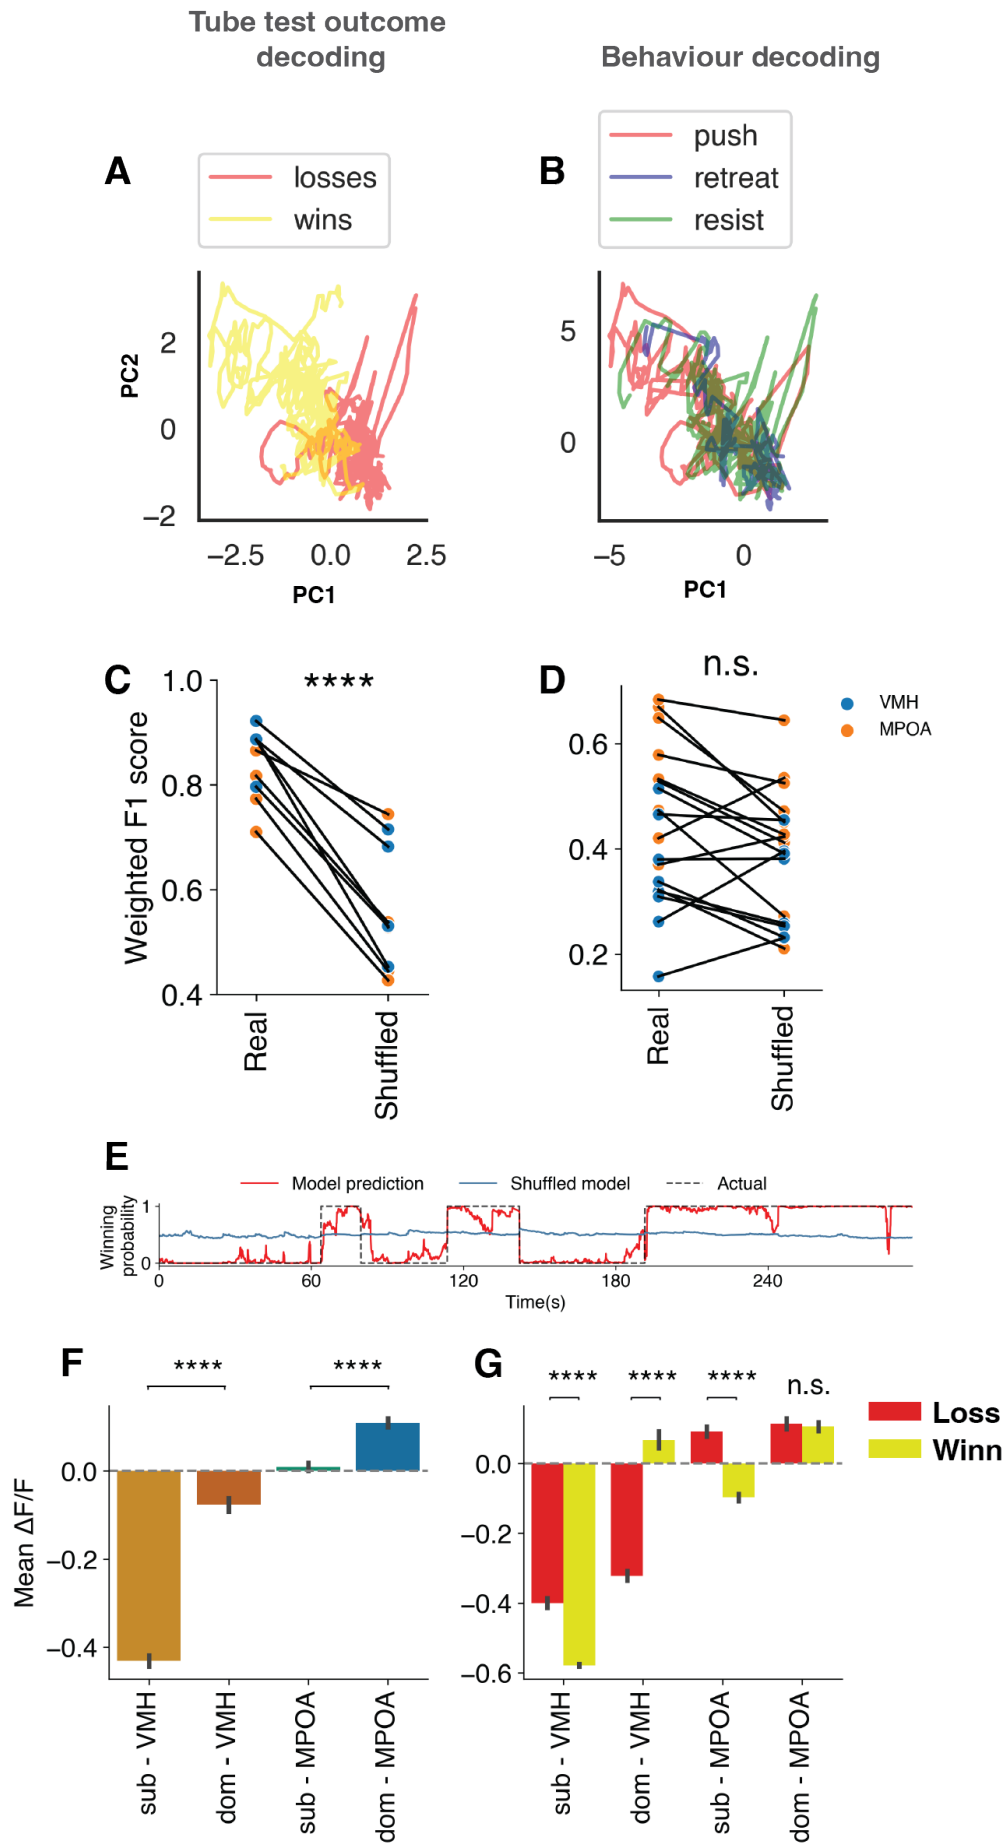 Tube test outcome
decoding
Behaviour decoding
A
losses
wins
B
push
retreat
resist
PC2
2
0
−2
−2.5 0.0 2.5
PC1
5
0
−5 0
PC1
C
****
Weighted F1 score
1.0
0.8
0.6
0.4
Real
Shuffled
D
n.s.
VMH
MPOA
0.6
0.4
0.2
Real
Shuffled
E
Model prediction Shuffled model Actual
Winning
probability
1
0
0 60 120 180 240
Time(s)
F
**** ****
Mean ΔF/F
0.0
−0.2
−0.4
sub - VMH
dom - VMH
sub - MPOA
dom - MPOA
G
**** **** **** n.s.
Loss
Winn
0.0
−0.2
−0.4
−0.6
sub - VMH
dom - VMH
sub - MPOA
dom - MPOA